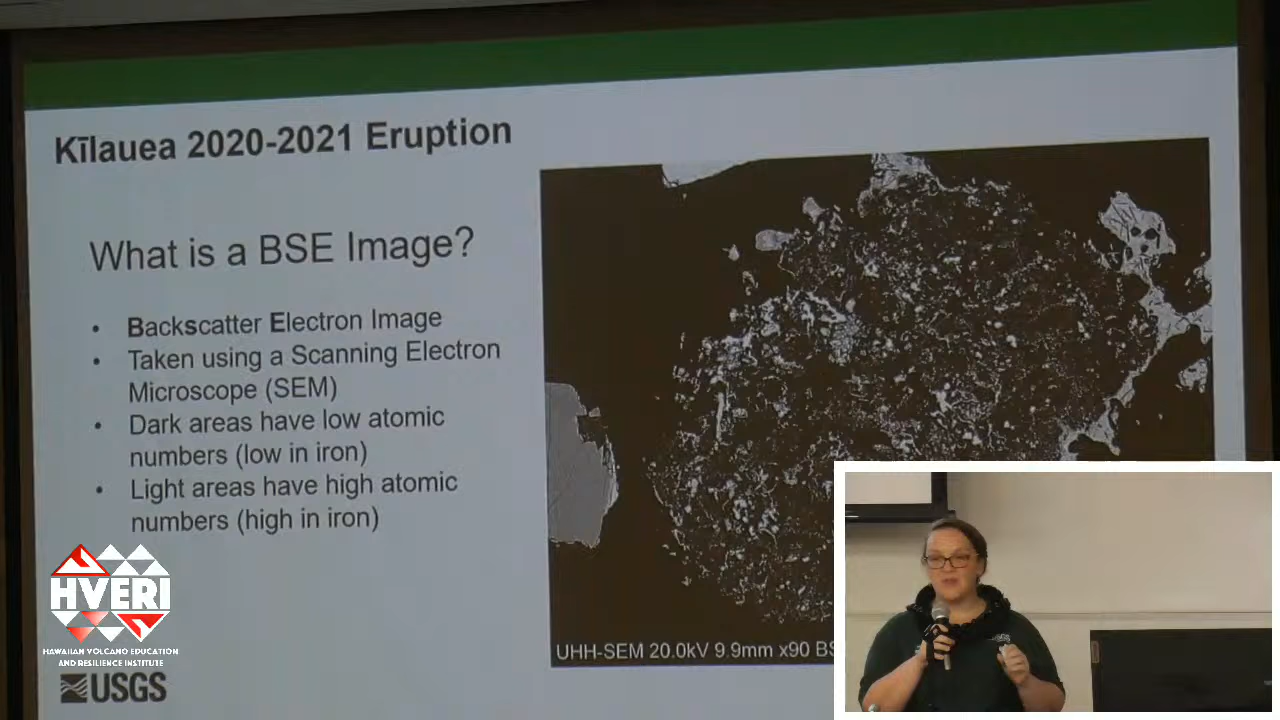 Kīlauea 2020-2021 Eruption
What is a BSE Image?
• Backscatter Electron Image
• Taken using a Scanning Electron
Microscope (SEM)
• Dark areas have low atomic
numbers (low in iron)
• Light areas have high atomic
numbers (high in iron)
UHH-SEM 20.0kV 9.9mm x90 BS
HVERI
HAWAIIAN VOLCANO EDUCATION
AND RESILIENCE INSTITUTE
USGS